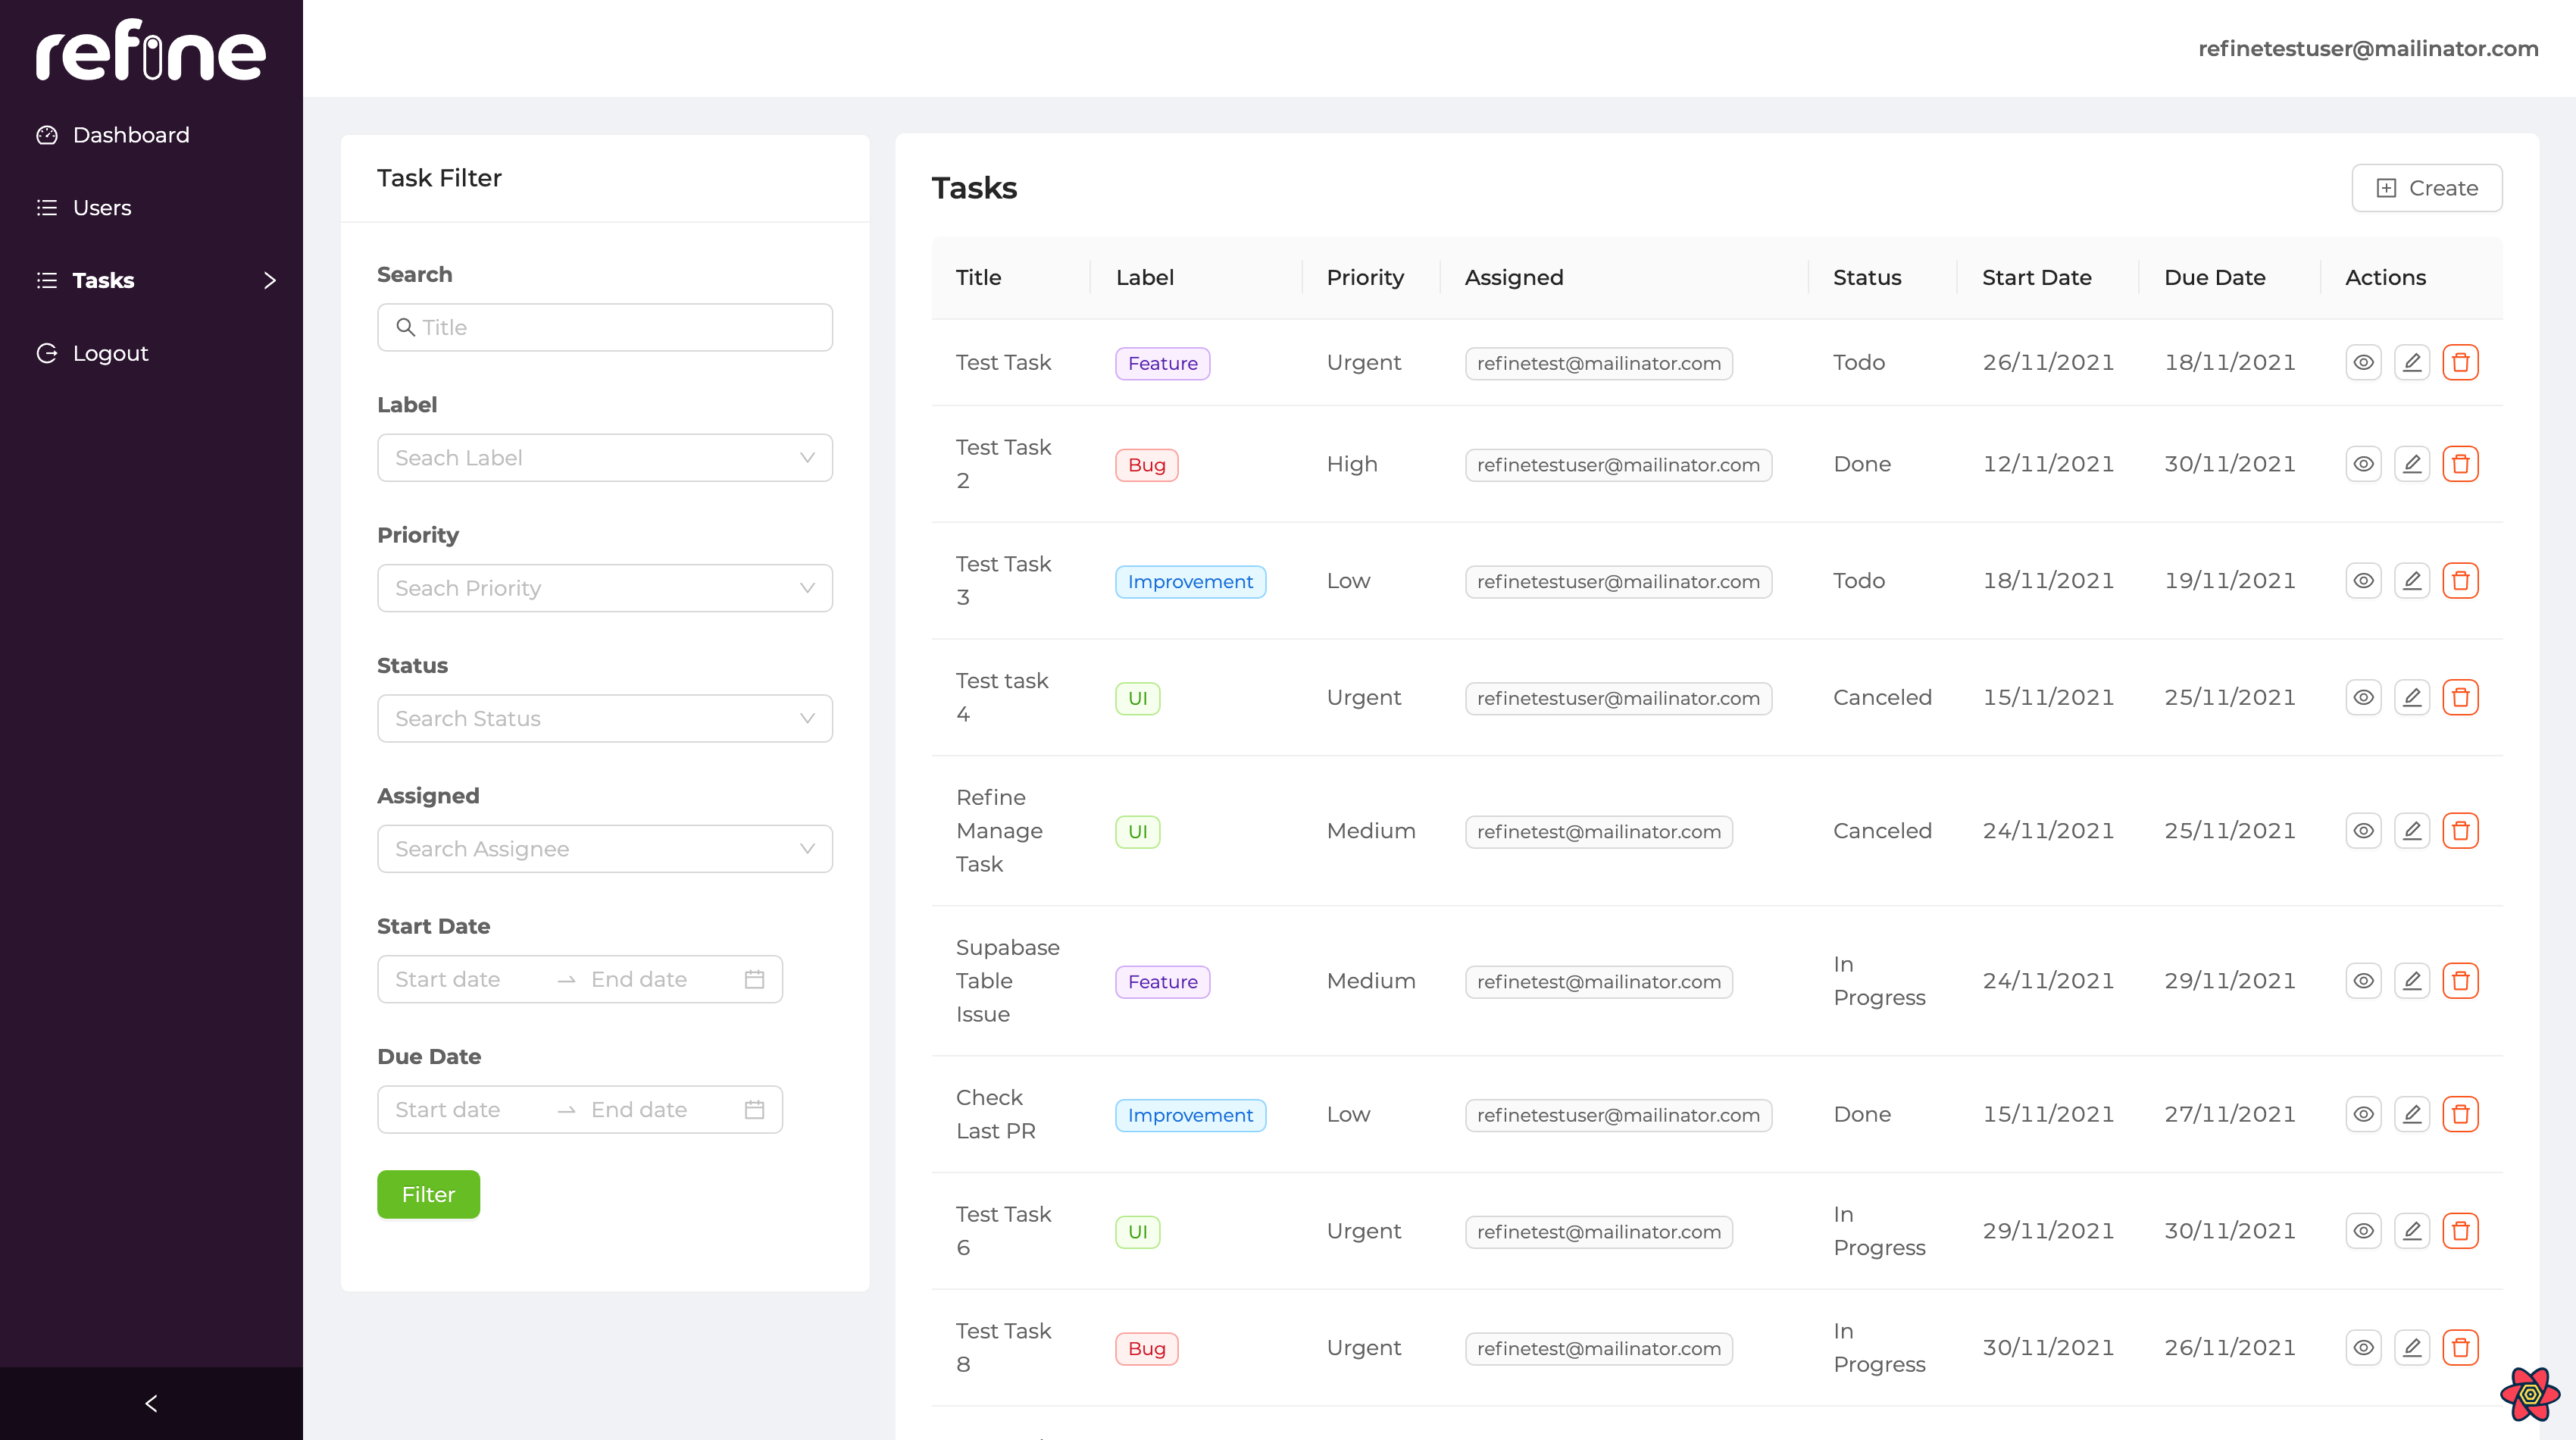 refine
refinetestuser@mailinator.com
Dashboard
Users
Tasks
Logout
Task Filter
Search
Title
Label
Seach Label
Priority
Seach Priority
Status
Search Status
Assigned
Search Assignee
Start Date
Start date → End date
Due Date
Start date → End date
Filter
Tasks
Create
Title Label Priority Assigned Status Start Date Due Date Actions
Test Task Feature Urgent refinetest@mailinator.com Todo 26/11/2021 18/11/2021
Test Task
2
Bug High refinetestuser@mailinator.com Done 12/11/2021 30/11/2021
Test Task
3
Improvement Low refinetestuser@mailinator.com Todo 18/11/2021 19/11/2021
Test task
4
UI Urgent refinetestuser@mailinator.com Canceled 15/11/2021 25/11/2021
Refine
Manage
Task
UI Medium refinetest@mailinator.com Canceled 24/11/2021 25/11/2021
Supabase
Table
Issue
Feature Medium refinetest@mailinator.com In
Progress
24/11/2021 29/11/2021
Check
Last PR
Improvement Low refinetestuser@mailinator.com Done 15/11/2021 27/11/2021
Test Task
6
UI Urgent refinetest@mailinator.com In
Progress
29/11/2021 30/11/2021
Test Task
8
Bug Urgent refinetest@mailinator.com In
Progress
30/11/2021 26/11/2021